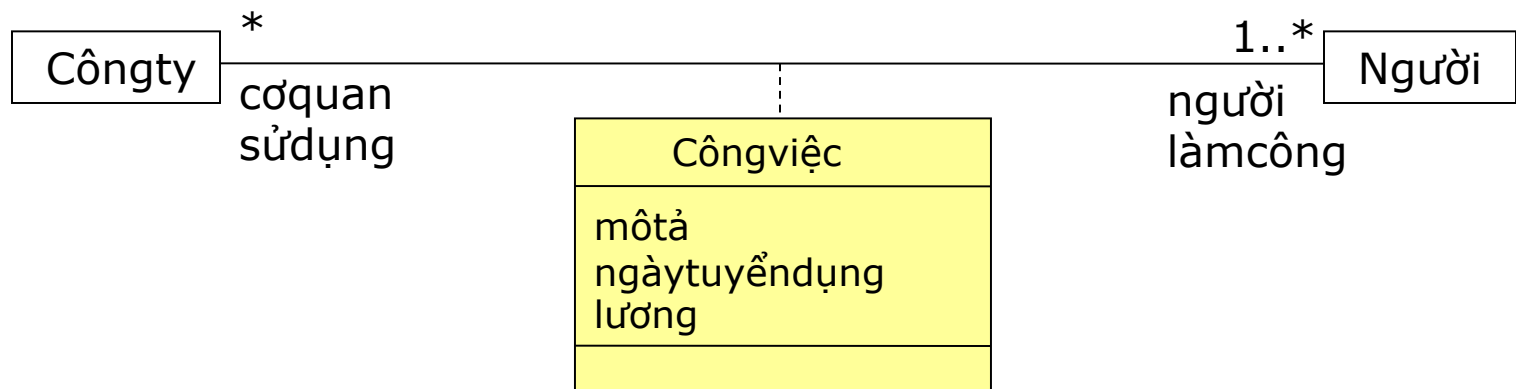 *
1..*
Côngty
Người
cơquan
sửdụng
người
làmcông
Côngviệc
môtả
ngàytuyểndụng
lương